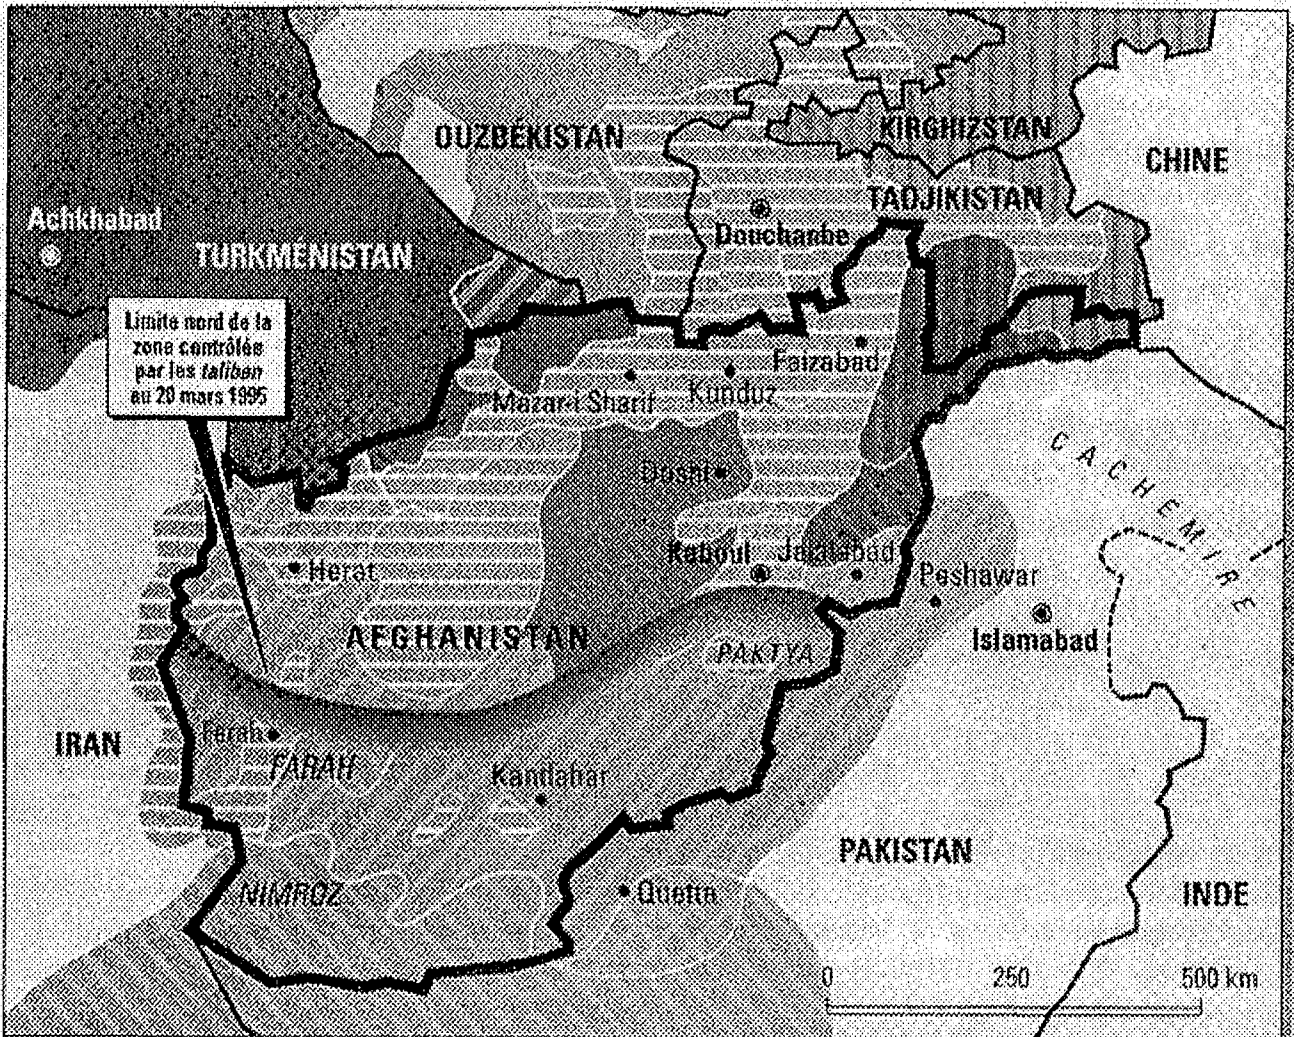 OUZBÉKISTAN
KIRGHIZSTAN
CHINE
TADJIKISTAN
Achkhabad
Douchanbe
TURKMÉNISTAN
Limite nord de la
zone contrôlée
par les taliban
au 20 mars 1995
Faizabad
Mazar-i Sharif
Kunduz
CACHEMIRE
Doshi
Kaboul
Jalalabad
Herat
Peshawar
Islamabad
AFGHANISTAN
PAKTYA
IRAN
Farah
FARAH
Kandahar
PAKISTAN
NIMROZ
Quetta
INDE
0 250 500 km